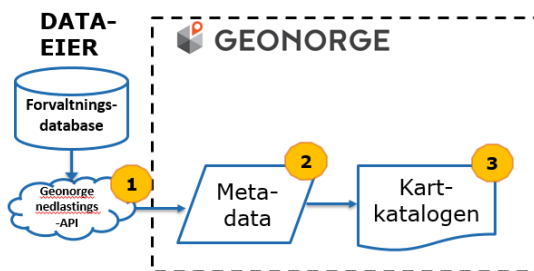 DATA-
EIER
GEONORGE
Forvaltnings-
database
1
Geonorge
nedlastings
-API
2
Meta-
data
3
Kart-
katalogen